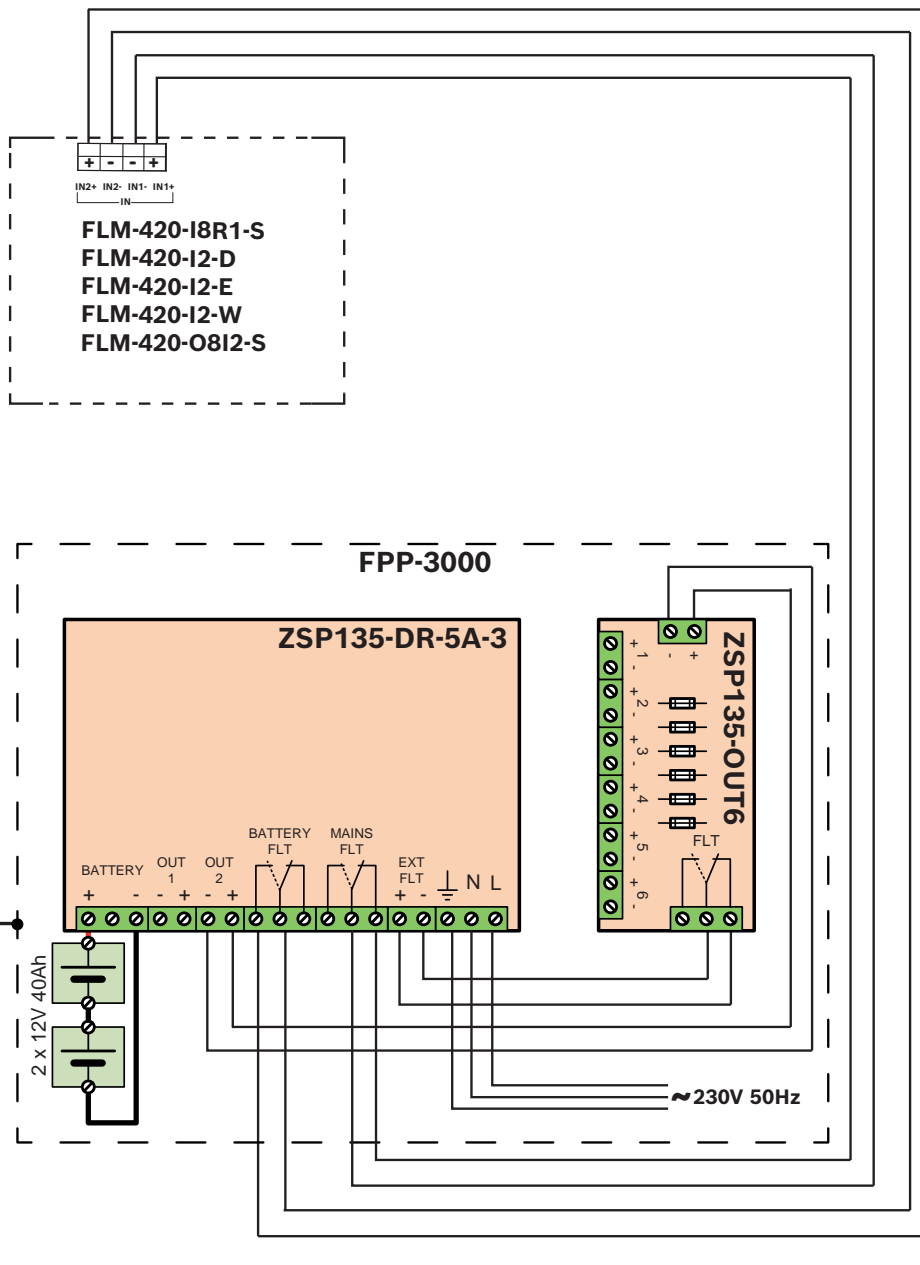 + - - +
IN2+ IN2- IN1- IN1+
IN
FLM-420-I8R1-S
FLM-420-I2-D
FLM-420-I2-E
FLM-420-I2-W
FLM-420-O8I2-S
FPP-3000
ZSP135-DR-5A-3
BATTERY
+ -
OUT
1
- +
OUT
2
- +
BATTERY
FLT
MAINS
FLT
EXT
FLT
+ -
N L
ZSP135-OUT6
- +
+ 1 -
+ 2 -
+ 3 -
+ 4 -
+ 5 -
+ 6 -
FLT
2 x 12V 40Ah
~230V 50Hz